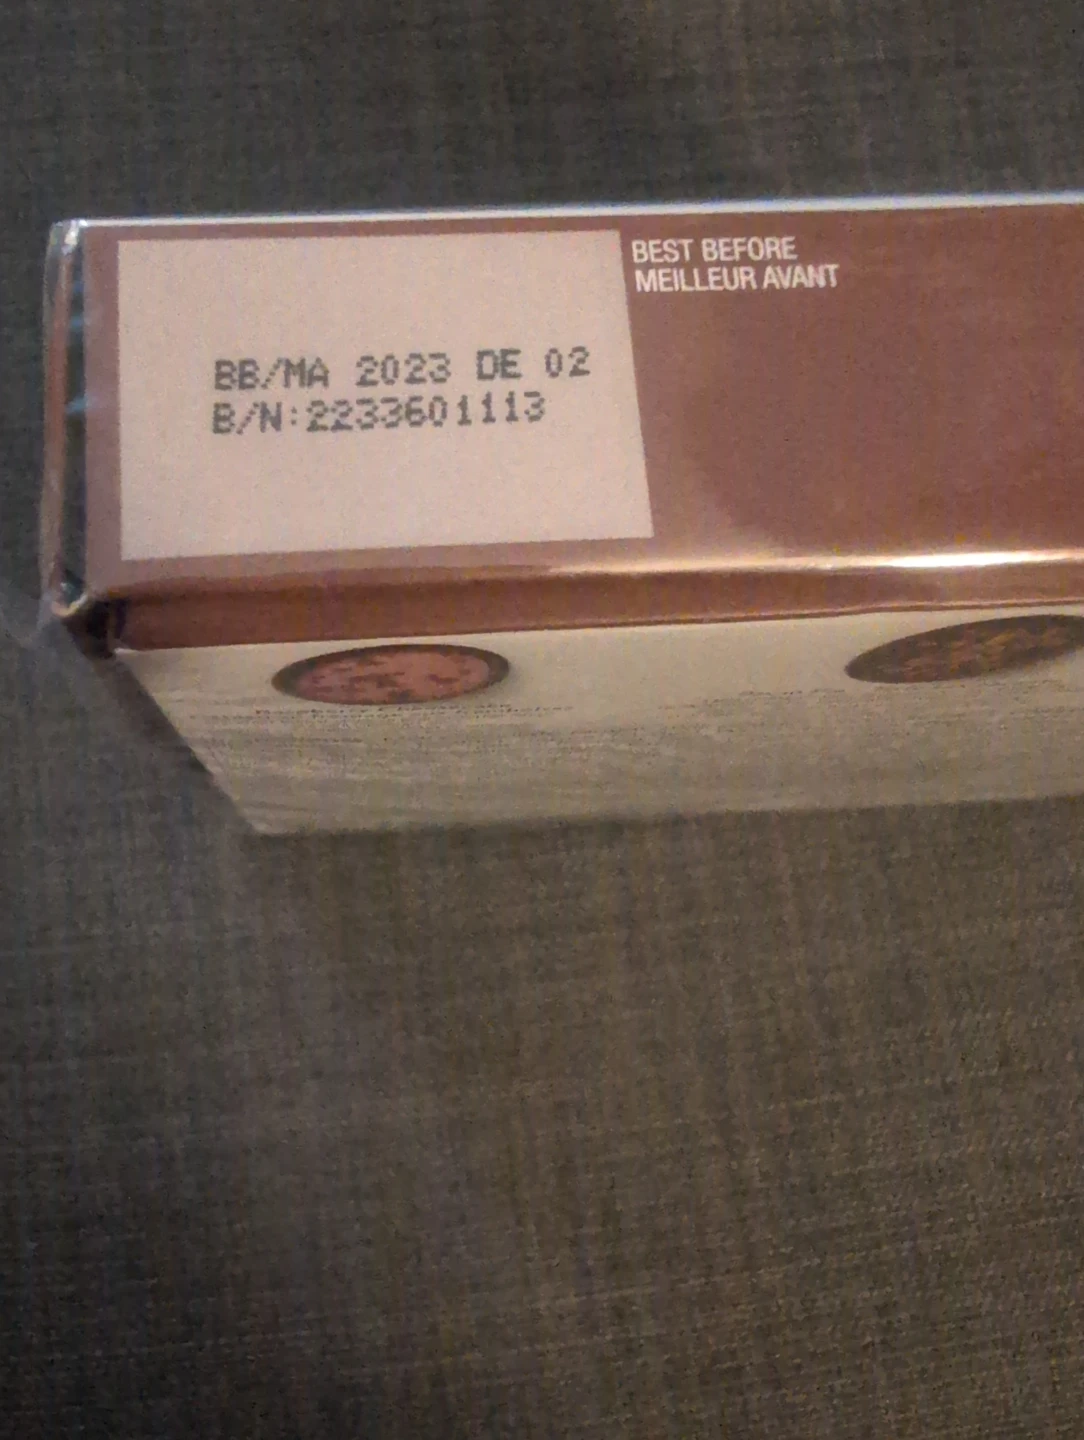 BEST BEFORE
MEILLEUR AVANT
BB/MA 2023 DE 02
B/N:2233601113